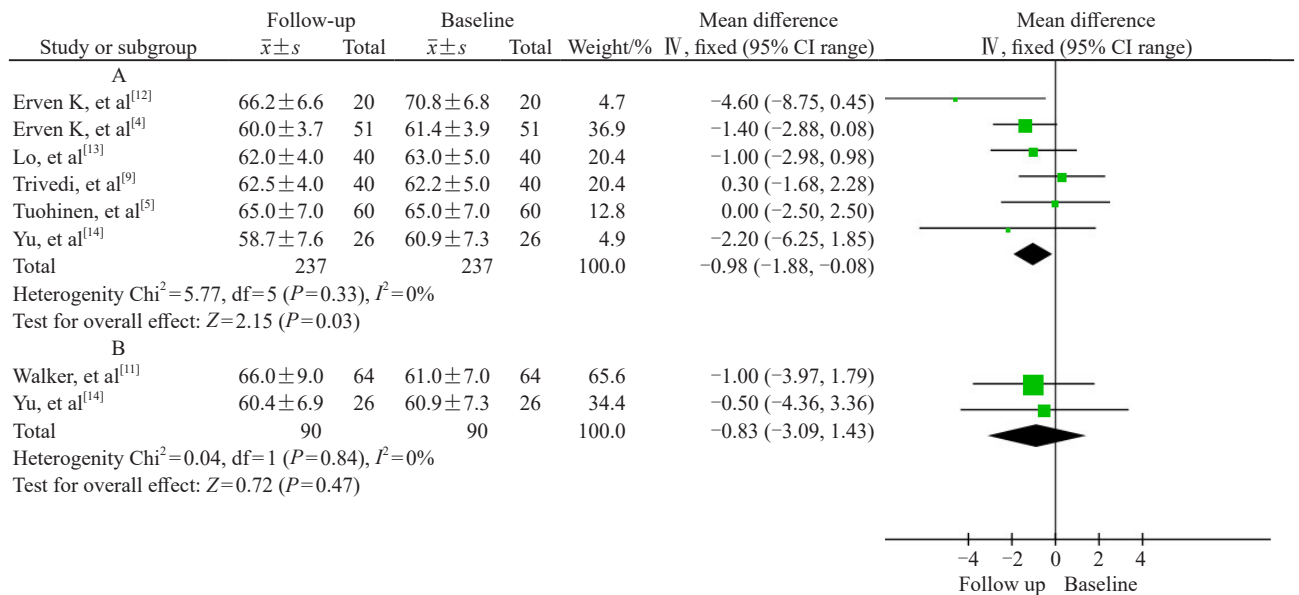 Follow-up Baseline Mean difference Mean difference
Study or subgroup x̄±s Total x̄±s Total Weight/% Ⅳ, fixed (95% CI range) Ⅳ, fixed (95% CI range)
A
Erven K, et al[12] 66.2±6.6 20 70.8±6.8 20 4.7 −4.60 (−8.75, 0.45)
Erven K, et al[4] 60.0±3.7 51 61.4±3.9 51 36.9 −1.40 (−2.88, 0.08)
Lo, et al[13] 62.0±4.0 40 63.0±5.0 40 20.4 −1.00 (−2.98, 0.98)
Trivedi, et al[9] 62.5±4.0 40 62.2±5.0 40 20.4 0.30 (−1.68, 2.28)
Tuohinen, et al[5] 65.0±7.0 60 65.0±7.0 60 12.8 0.00 (−2.50, 2.50)
Yu, et al[14] 58.7±7.6 26 60.9±7.3 26 4.9 −2.20 (−6.25, 1.85)
Total 237 237 100.0 −0.98 (−1.88, −0.08)
Heterogenity Chi²=5.77, df=5 (P=0.33), I²=0%
Test for overall effect: Z=2.15 (P=0.03)
B
Walker, et al[11] 66.0±9.0 64 61.0±7.0 64 65.6 −1.00 (−3.97, 1.79)
Yu, et al[14] 60.4±6.9 26 60.9±7.3 26 34.4 −0.50 (−4.36, 3.36)
Total 90 90 100.0 −0.83 (−3.09, 1.43)
Heterogenity Chi²=0.04, df=1 (P=0.84), I²=0%
Test for overall effect: Z=0.72 (P=0.47)
−4 −2 0 2 4
Follow up Baseline